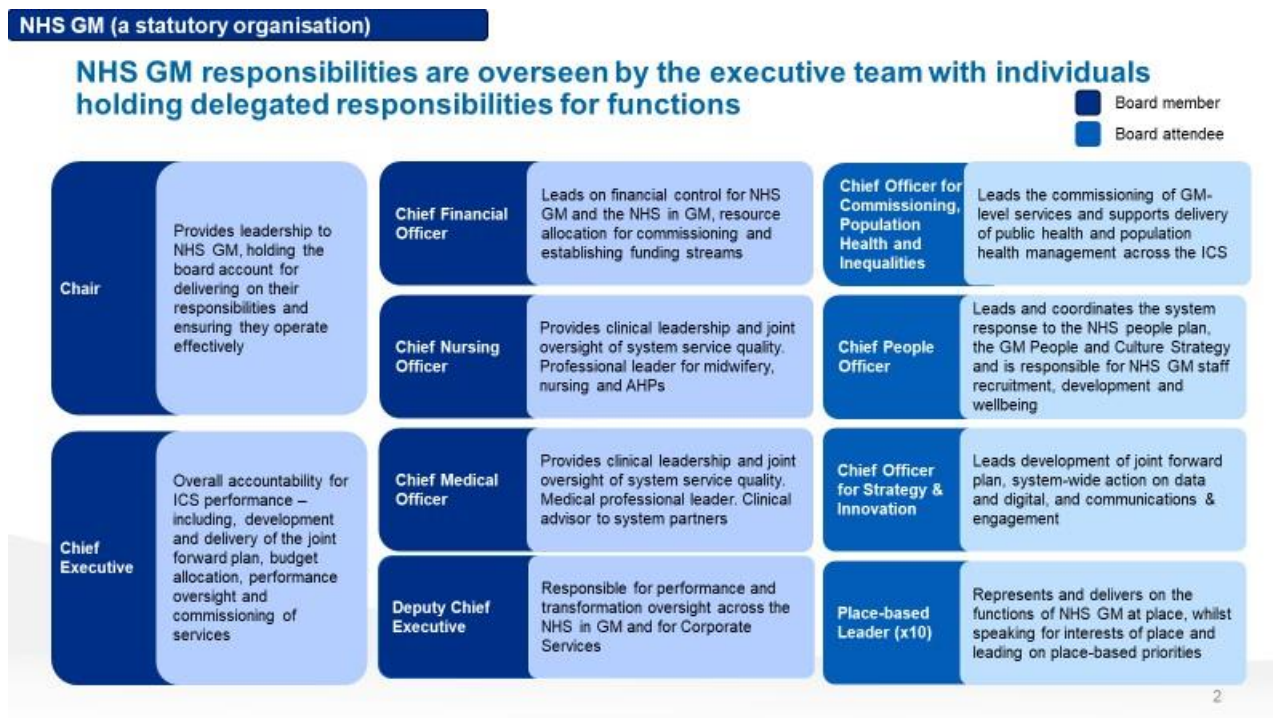 NHS GM (a statutory organisation)
NHS GM responsibilities are overseen by the executive team with individuals
holding delegated responsibilities for functions
Board member
Board attendee
Chair
Provides leadership to
NHS GM, holding the
board account for
delivering on their
responsibilities and
ensuring they operate
effectively
Chief
Executive
Overall accountability for
ICS performance –
including, development
and delivery of the joint
forward plan, budget
allocation, performance
oversight and
commissioning of
services
Chief Financial
Officer
Leads on financial control for NHS
GM and the NHS in GM, resource
allocation for commissioning and
establishing funding streams
Chief Nursing
Officer
Provides clinical leadership and joint
oversight of system service quality.
Professional leader for midwifery,
nursing and AHPs
Chief Medical
Officer
Provides clinical leadership and joint
oversight of system service quality.
Medical professional leader. Clinical
advisor to system partners
Deputy Chief
Executive
Responsible for performance and
transformation oversight across the
NHS in GM and for Corporate
Services
Chief Officer for
Commissioning,
Population
Health and
Inequalities
Leads the commissioning of GM-
level services and supports delivery
of public health and population
health management across the ICS
Chief People
Officer
Leads and coordinates the system
response to the NHS people plan,
the GM People and Culture Strategy
and is responsible for NHS GM staff
recruitment, development and
wellbeing
Chief Officer
for Strategy &
Innovation
Leads development of joint forward
plan, system-wide action on data
and digital, and communications &
engagement
Place-based
Leader (x10)
Represents and delivers on the
functions of NHS GM at place, whilst
speaking for interests of place and
leading on place-based priorities
2